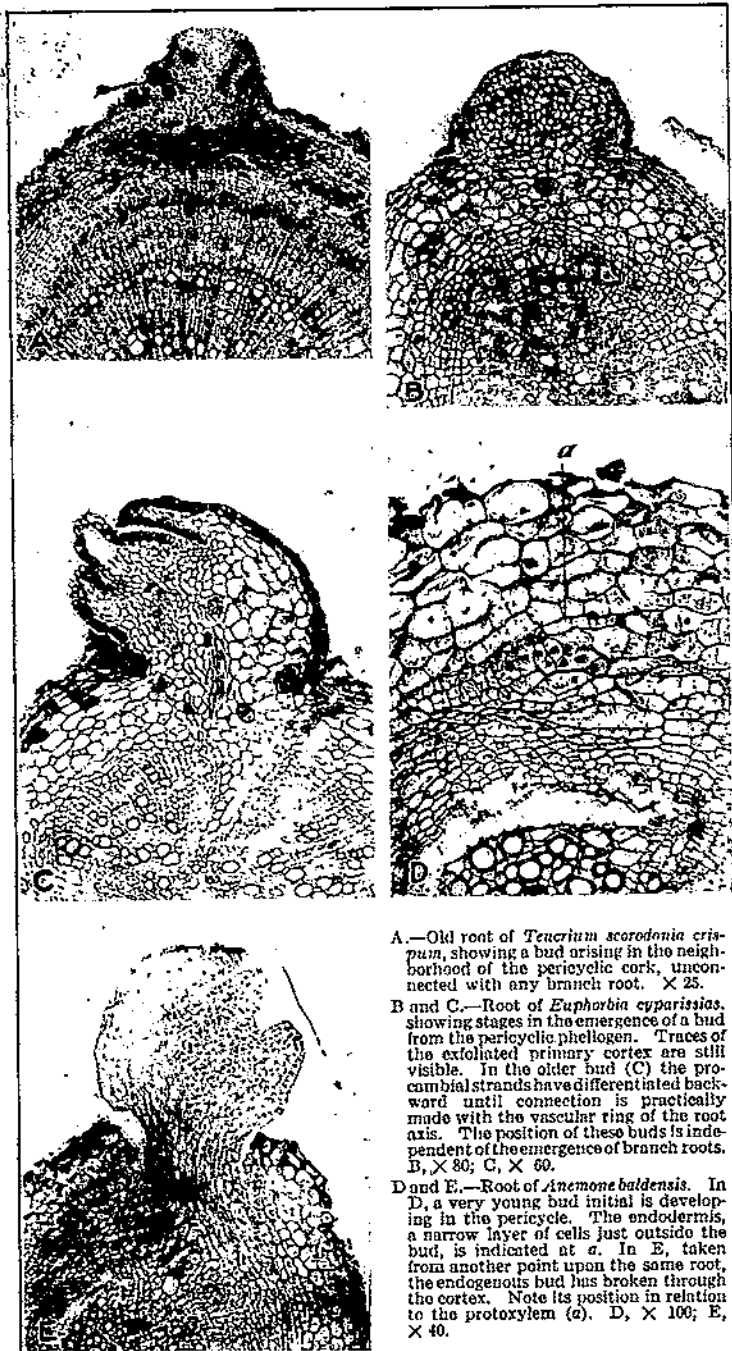 A
B
a
C
D
A.—Old root of Teucrium scorodonia cris-
pum, showing a bud arising in the neigh-
borhood of the pericyclic cork, uncon-
nected with any branch root. × 25.
B and C.—Root of Euphorbia cyparissias,
showing stages in the emergence of a bud
from the pericyclic phellogen. Traces of
the exfoliated primary cortex are still
visible. In the older bud (C) the pro-
cambial strands have differentiated back-
ward until connection is practically
made with the vascular ring of the root
axis. The position of these buds is inde-
pendent of the emergence of branch roots.
B, × 80; C, × 60.
D and E.—Root of Anemone baldensis. In
D, a very young bud initial is develop-
ing in the pericycle. The endodermis,
a narrow layer of cells just outside the
bud, is indicated at a. In E, taken
from another point upon the same root,
the endogenous bud has broken through
the cortex. Note its position in relation
to the protoxylem (a). D, × 100; E,
× 40.
E